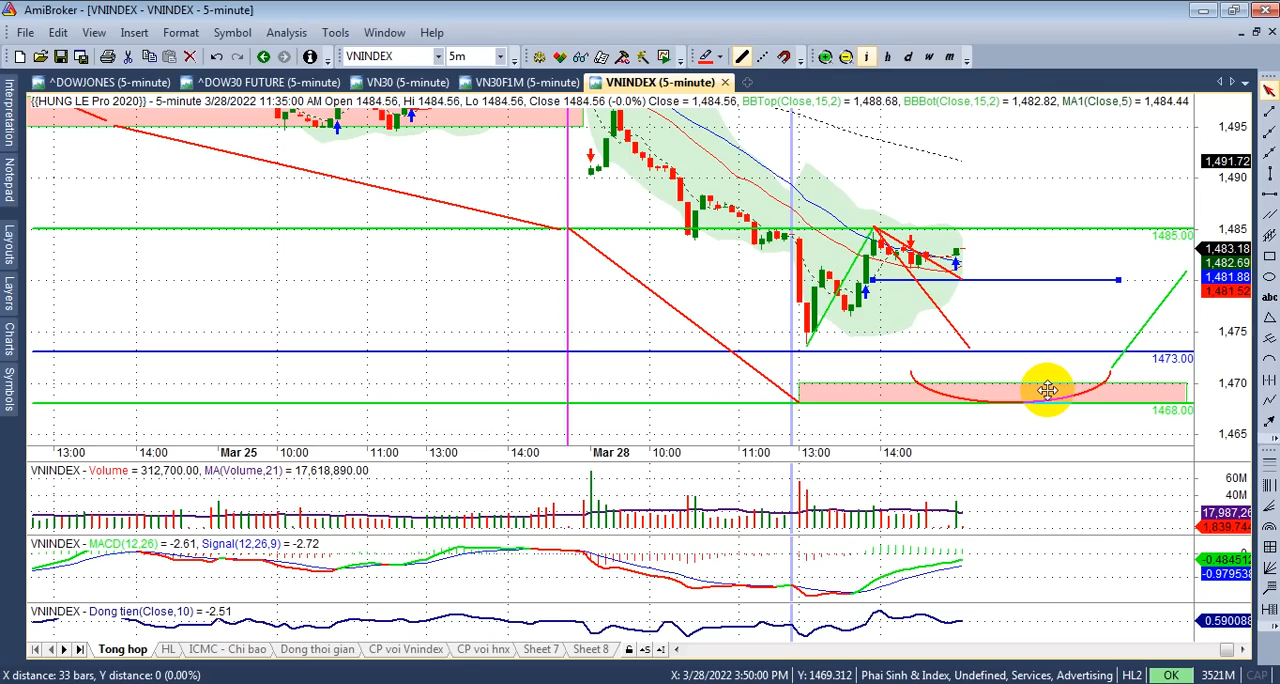 AmiBroker - [VNINDEX - VNINDEX - 5-minute]
File Edit View Insert Format Symbol Analysis Tools Window Help
VNINDEX 5m i h d w m
^DOWJONES (5-minute) ^DOW30 FUTURE (5-minute) VN30 (5-minute) VN30F1M (5-minute) VNINDEX (5-minute)
{{HUNG LE Pro 2020}} - 5-minute 3/28/2022 11:35:00 AM Open 1484.56, Hi 1484.56, Lo 1484.56, Close 1484.56 (-0.0%) Close = 1,484.56, BBTop(Close,15,2) = 1,488.68, BBBot(Close,15,2) = 1,482.82, MA1(Close,5) = 1,484.44
Interpretation
Notepad
Layouts
Layers
Charts
Symbols
abc
1,495
1,491.72
1,490
1,485
1485.00
1,483.18
1,482.69
1,481.88
1,481.52
1,475
1473.00
1,470
1468.00
1,465
13:00 14:00 Mar 25 10:00 11:00 13:00 14:00 Mar 28 10:00 11:00 13:00 14:00
VNINDEX - Volume = 312,700.00, MA(Volume,21) = 17,618,890.00
60M
40M
17,987,26
1,839,744
VNINDEX - MACD(12,26) = -2.61, Signal(12,26,9) = -2.72
-0.484512
-0.979538
VNINDEX - Dong tien(Close,10) = -2.51
0.590088
Tong hop HL ICMC - Chi bao Dong thoi gian CP voi Vnindex CP voi hnx Sheet 7 Sheet 8
X distance: 33 bars, Y distance: 0 (0.00%) X: 3/28/2022 3:50:00 PM Y: 1469.312 Phai Sinh & Index, Undefined, Services, Advertising HL2 OK 3521M CAP